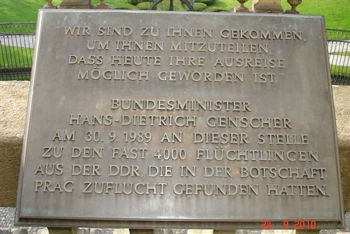 WIR SIND ZU IHNEN GEKOMMEN,
UM IHNEN MITZUTEILEN,
DASS HEUTE IHRE AUSREISE
MÖGLICH GEWORDEN IST
BUNDESMINISTER
HANS-DIETRICH GENSCHER
AM 30.9.1989 AN DIESER STELLE
ZU DEN FAST 4000 FLÜCHTLINGEN
AUS DER DDR DIE IN DER BOTSCHAFT
PRAG ZUFLUCHT GEFUNDEN HATTEN.
9 2010